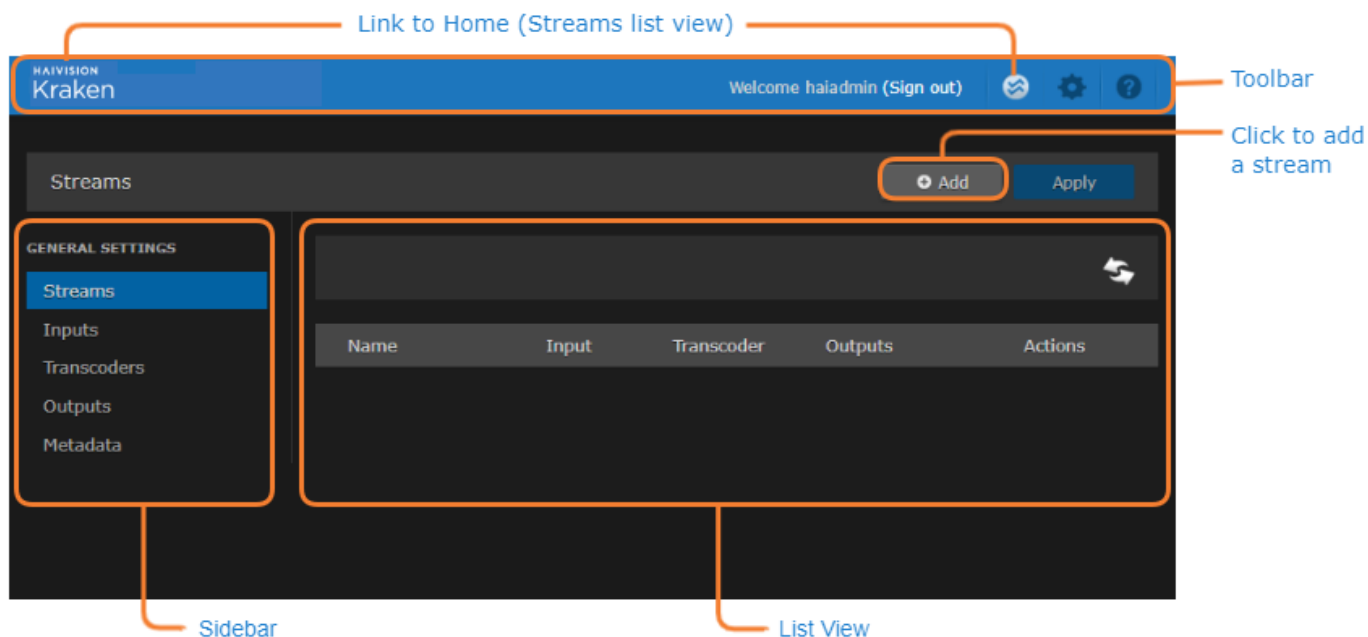 Link to Home (Streams list view)
HAIVISION
Kraken
Welcome haiadmin (Sign out)
?
Toolbar
Click to add
a stream
Streams
Add
Apply
GENERAL SETTINGS
Streams
Inputs
Transcoders
Outputs
Metadata
Name Input Transcoder Outputs Actions
Sidebar
List View